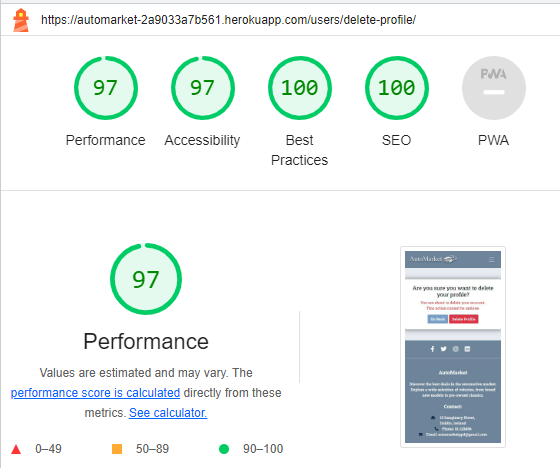 https://automarket-2a9033a7b561.herokuapp.com/users/delete-profile/
97
97
100
100
PWA
Performance
Accessibility
Best
Practices
SEO
PWA
97
Performance
Values are estimated and may vary. The
performance score is calculated directly from these
metrics. See calculator.
0–49
50–89
90–100
AutoMarket
Are you sure you want to delete
your profile?
You are about to delete your account.
This action cannot be undone.
Go Back
Delete Profile
AutoMarket
Discover the best deals in the automotive market.
Explore a wide selection of vehicles, from brand
new models to pre-owned classics.
Contact:
Dublin, Ireland